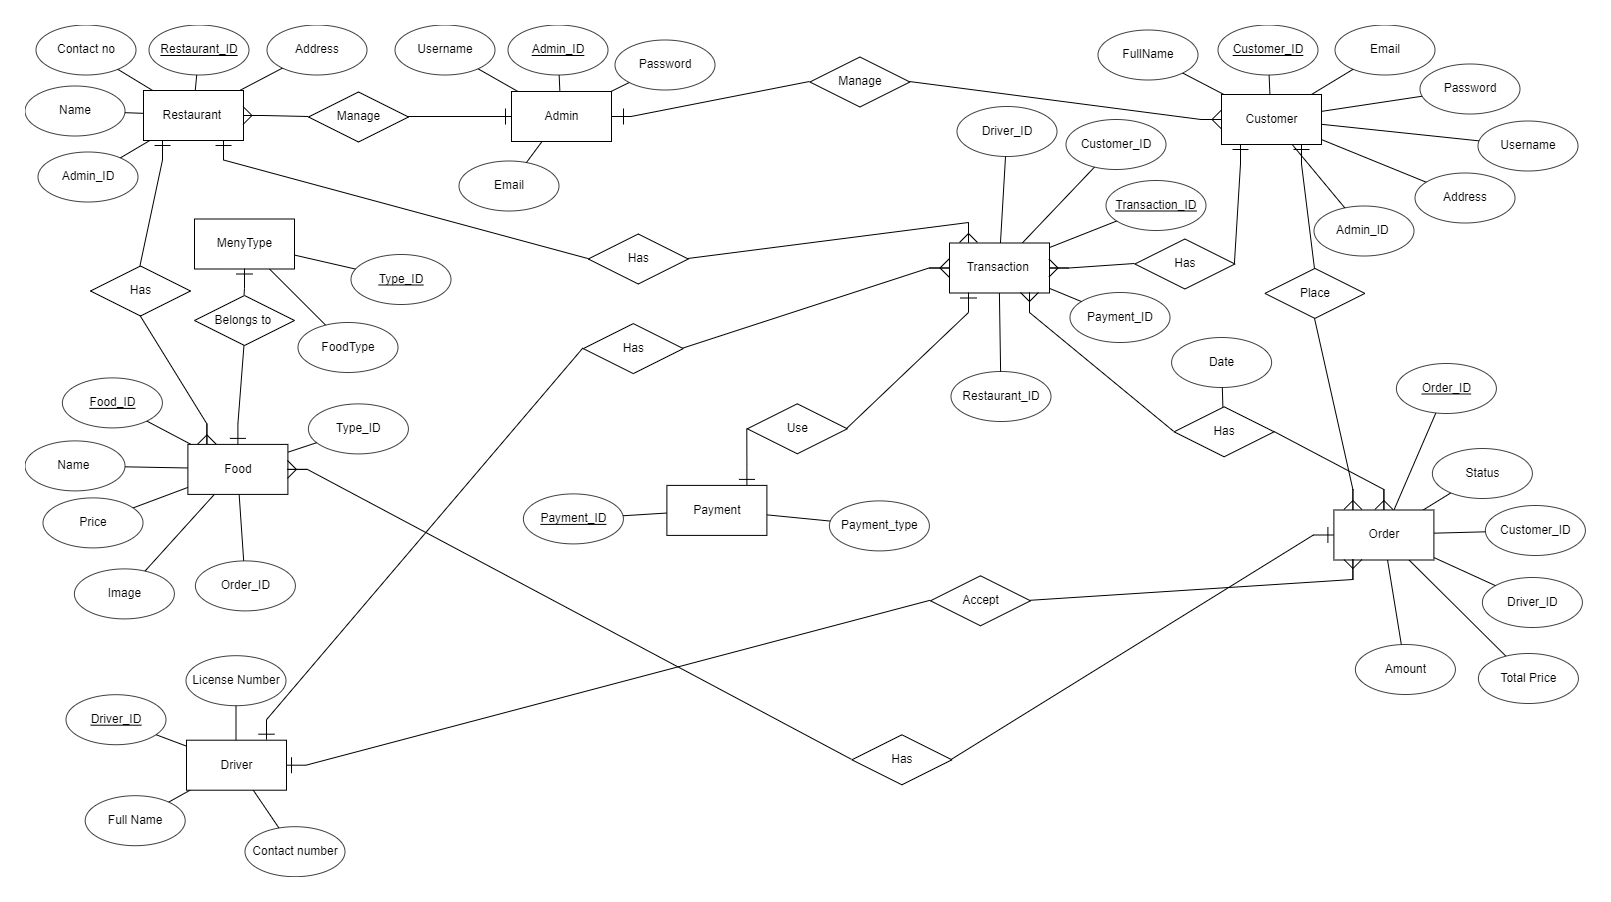 Contact no
Restaurant_ID
Address
Username
Admin_ID
Password
FullName
Customer_ID
Email
Name
Restaurant
Manage
Admin
Manage
Customer
Password
Driver_ID
Customer_ID
Username
Admin_ID
Email
Transaction_ID
Address
Admin_ID
MenyType
Type_ID
Has
Has
Transaction
Has
Has
Place
Belongs to
FoodType
Has
Payment_ID
Date
Food_ID
Type_ID
Restaurant_ID
Order_ID
Use
Has
Name
Food
Status
Price
Payment_ID
Payment
Payment_type
Order
Customer_ID
Image
Order_ID
Accept
Driver_ID
License Number
Amount
Total Price
Driver_ID
Driver
Has
Full Name
Contact number